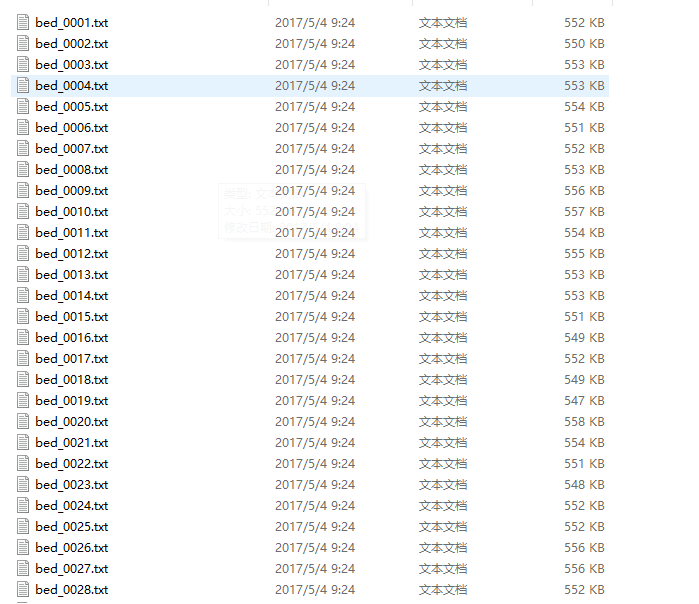 bed_0001.txt 2017/5/4 9:24 文本文档 552 KB
bed_0002.txt 2017/5/4 9:24 文本文档 550 KB
bed_0003.txt 2017/5/4 9:24 文本文档 553 KB
bed_0004.txt 2017/5/4 9:24 文本文档 553 KB
bed_0005.txt 2017/5/4 9:24 文本文档 554 KB
bed_0006.txt 2017/5/4 9:24 文本文档 551 KB
bed_0007.txt 2017/5/4 9:24 文本文档 552 KB
bed_0008.txt 2017/5/4 9:24 文本文档 553 KB
bed_0009.txt 2017/5/4 9:24 文本文档 556 KB
bed_0010.txt 2017/5/4 9:24 文本文档 557 KB
bed_0011.txt 2017/5/4 9:24 文本文档 554 KB
bed_0012.txt 2017/5/4 9:24 文本文档 555 KB
bed_0013.txt 2017/5/4 9:24 文本文档 553 KB
bed_0014.txt 2017/5/4 9:24 文本文档 553 KB
bed_0015.txt 2017/5/4 9:24 文本文档 551 KB
bed_0016.txt 2017/5/4 9:24 文本文档 549 KB
bed_0017.txt 2017/5/4 9:24 文本文档 552 KB
bed_0018.txt 2017/5/4 9:24 文本文档 549 KB
bed_0019.txt 2017/5/4 9:24 文本文档 547 KB
bed_0020.txt 2017/5/4 9:24 文本文档 558 KB
bed_0021.txt 2017/5/4 9:24 文本文档 554 KB
bed_0022.txt 2017/5/4 9:24 文本文档 551 KB
bed_0023.txt 2017/5/4 9:24 文本文档 548 KB
bed_0024.txt 2017/5/4 9:24 文本文档 552 KB
bed_0025.txt 2017/5/4 9:24 文本文档 552 KB
bed_0026.txt 2017/5/4 9:24 文本文档 556 KB
bed_0027.txt 2017/5/4 9:24 文本文档 556 KB
bed_0028.txt 2017/5/4 9:24 文本文档 552 KB